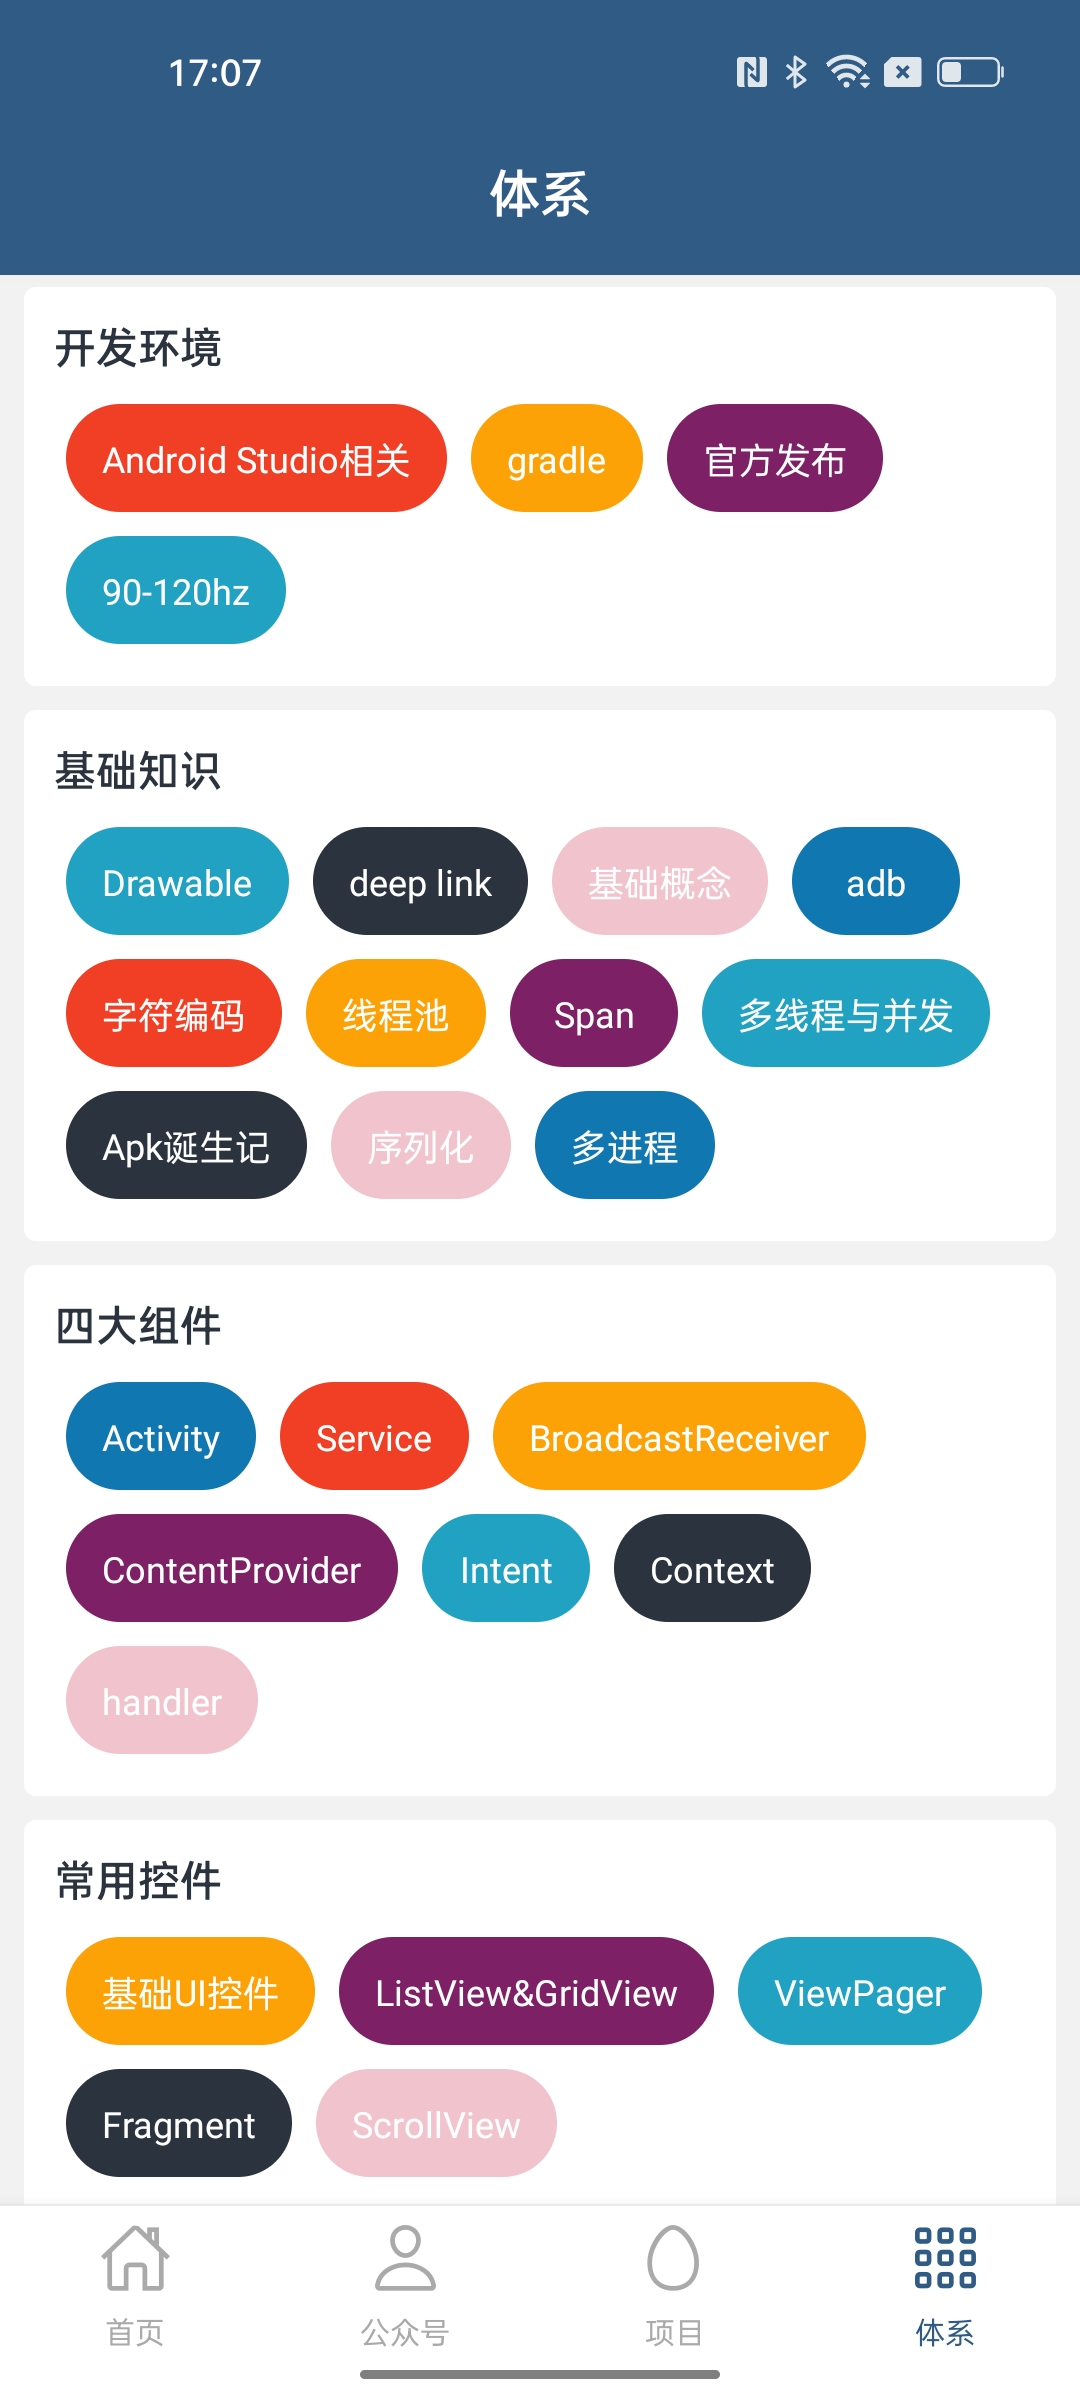 17:07
体系
开发环境
Android Studio相关 gradle 官方发布
90-120hz
基础知识
Drawable deep link 基础概念 adb
字符编码 线程池 Span 多线程与并发
Apk诞生记 序列化 多进程
四大组件
Activity Service BroadcastReceiver
ContentProvider Intent Context
handler
常用控件
基础UI控件 ListView&GridView ViewPager
Fragment ScrollView
首页 公众号 项目 体系